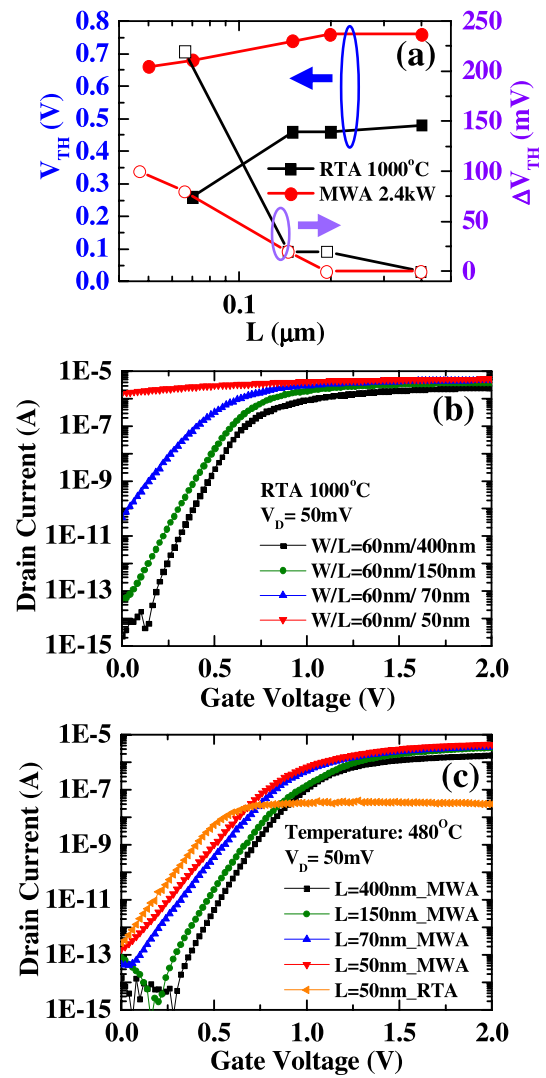 (a)
0.8
0.7
0.6
0.5
0.4
0.3
0.2
0.1
0.0
V_TH (V)
250
200
150
100
50
0
ΔV_TH (mV)
RTA 1000°C
MWA 2.4kW
0.1
L (μm)
(b)
1E-5
1E-7
1E-9
1E-11
1E-13
1E-15
Drain Current (A)
RTA 1000°C
V_D= 50mV
W/L=60nm/400nm
W/L=60nm/150nm
W/L=60nm/ 70nm
W/L=60nm/ 50nm
0.0 0.5 1.0 1.5 2.0
Gate Voltage (V)
(c)
1E-5
1E-7
1E-9
1E-11
1E-13
1E-15
Drain Current (A)
Temperature: 480°C
V_D= 50mV
L=400nm_MWA
L=150nm_MWA
L=70nm_MWA
L=50nm_MWA
L=50nm_RTA
0.0 0.5 1.0 1.5 2.0
Gate Voltage (V)